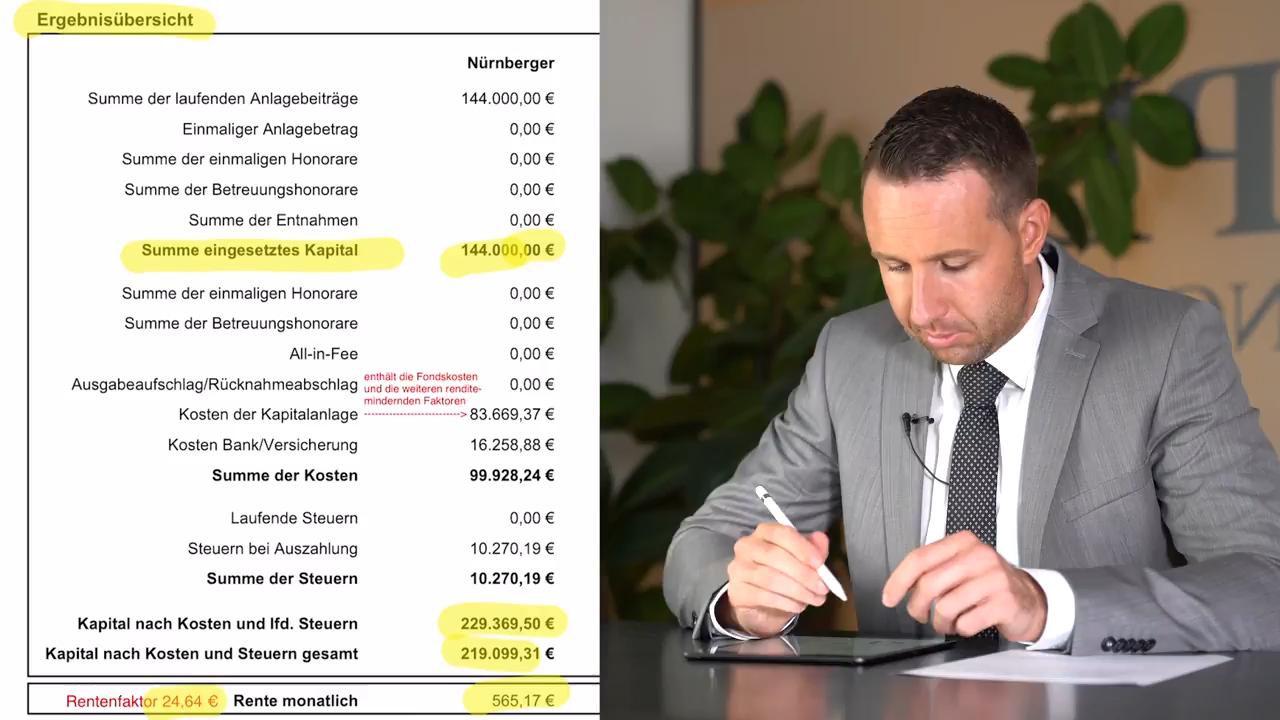 Ergebnisübersicht
Nürnberger
Summe der laufenden Anlagebeiträge 144.000,00 €
Einmaliger Anlagebetrag 0,00 €
Summe der einmaligen Honorare 0,00 €
Summe der Betreuungshonorare 0,00 €
Summe der Entnahmen 0,00 €
Summe eingesetztes Kapital 144.000,00 €
Summe der einmaligen Honorare 0,00 €
Summe der Betreuungshonorare 0,00 €
All-in-Fee 0,00 €
Ausgabeaufschlag/Rücknahmeabschlag 0,00 €
enthält die Fondskosten
und die weiteren rendite-
mindernden Faktoren
Kosten der Kapitalanlage --------------------------> 83.669,37 €
Kosten Bank/Versicherung 16.258,88 €
Summe der Kosten 99.928,24 €
Laufende Steuern 0,00 €
Steuern bei Auszahlung 10.270,19 €
Summe der Steuern 10.270,19 €
Kapital nach Kosten und lfd. Steuern 229.369,50 €
Kapital nach Kosten und Steuern gesamt 219.099,31 €
Rentenfaktor 24,64 € Rente monatlich 565,17 €